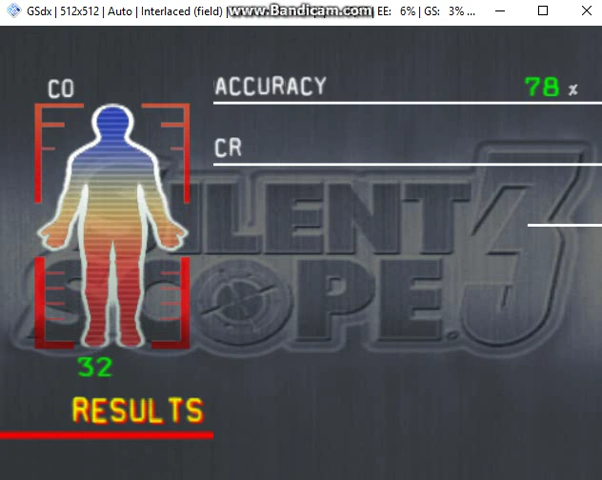 GSdx | 512x512 | Auto | Interlaced (field) | www.Bandicam.com | EE: 6% | GS: 3% ...
CO
ACCURACY 78 %
CR
SILENT
SCOPE 3
32
RESULTS